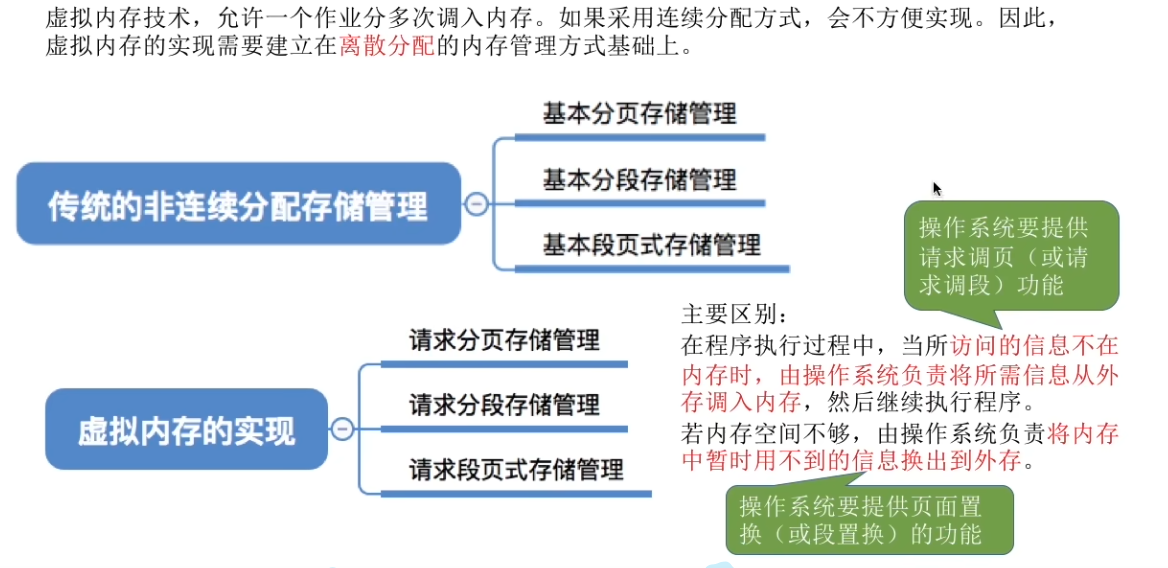 虚拟内存技术，允许一个作业分多次调入内存。如果采用连续分配方式，会不方便实现。因此，
虚拟内存的实现需要建立在离散分配的内存管理方式基础上。
基本分页存储管理
传统的非连续分配存储管理
基本分段存储管理
基本段页式存储管理
操作系统要提供
请求调页（或请
求调段）功能
请求分页存储管理
虚拟内存的实现
请求分段存储管理
请求段页式存储管理
主要区别：
在程序执行过程中，当所访问的信息不在
内存时，由操作系统负责将所需信息从外
存调入内存，然后继续执行程序。
若内存空间不够，由操作系统负责将内存
中暂时用不到的信息换出到外存。
操作系统要提供页面置
换（或段置换）的功能